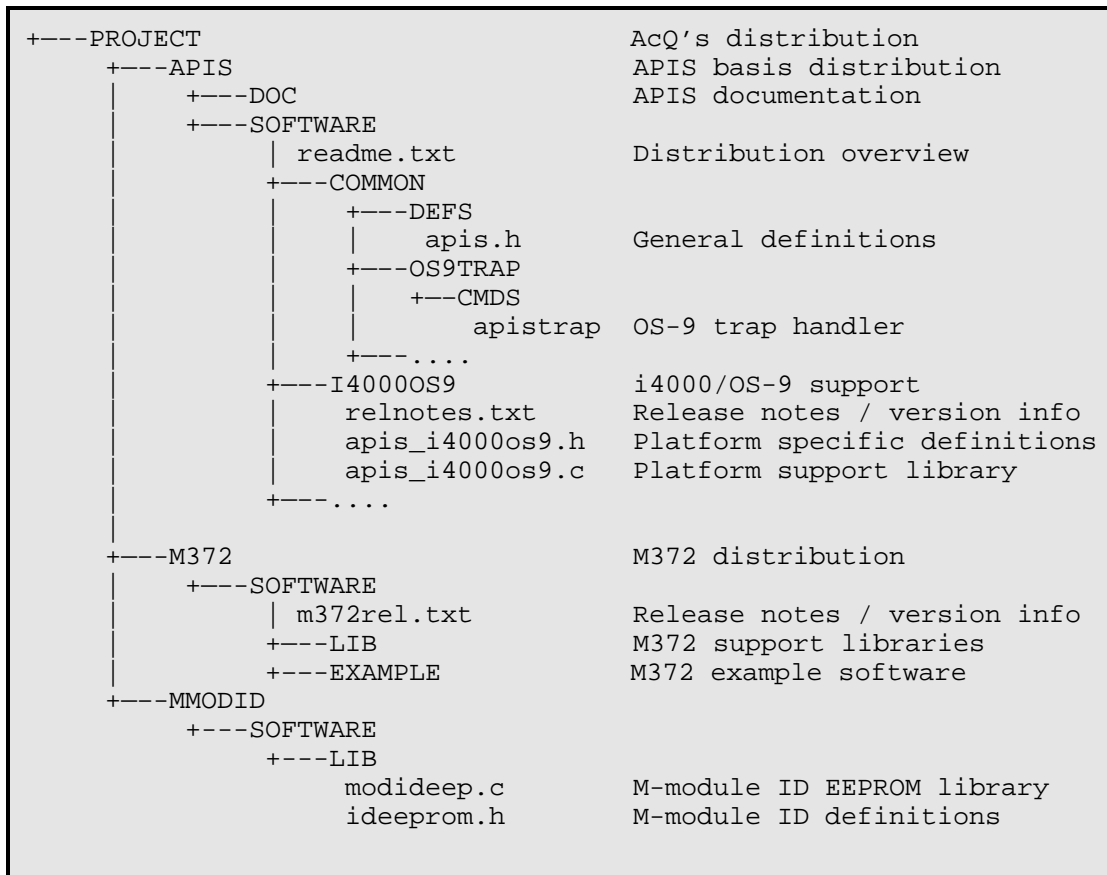 +---PROJECT                          AcQ's distribution
     +---APIS                        APIS basis distribution
     |    +---DOC                    APIS documentation
     |    +---SOFTWARE
     |         | readme.txt          Distribution overview
     |         +---COMMON
     |         |    +---DEFS
     |         |    |    apis.h      General definitions
     |         |    +---OS9TRAP
     |         |    |   +--CMDS
     |         |    |       apistrap OS-9 trap handler
     |         |    +---....
     |         +---I4000OS9          i4000/OS-9 support
     |         |    relnotes.txt     Release notes / version info
     |         |    apis_i4000os9.h  Platform specific definitions
     |         |    apis_i4000os9.c  Platform support library
     |         +---....
     |
     +---M372                        M372 distribution
     |    +---SOFTWARE
     |         | m372rel.txt         Release notes / version info
     |         +---LIB               M372 support libraries
     |         +---EXAMPLE           M372 example software
     +---MMODID
          +---SOFTWARE
               +---LIB
                    modideep.c       M-module ID EEPROM library
                    ideeprom.h       M-module ID definitions